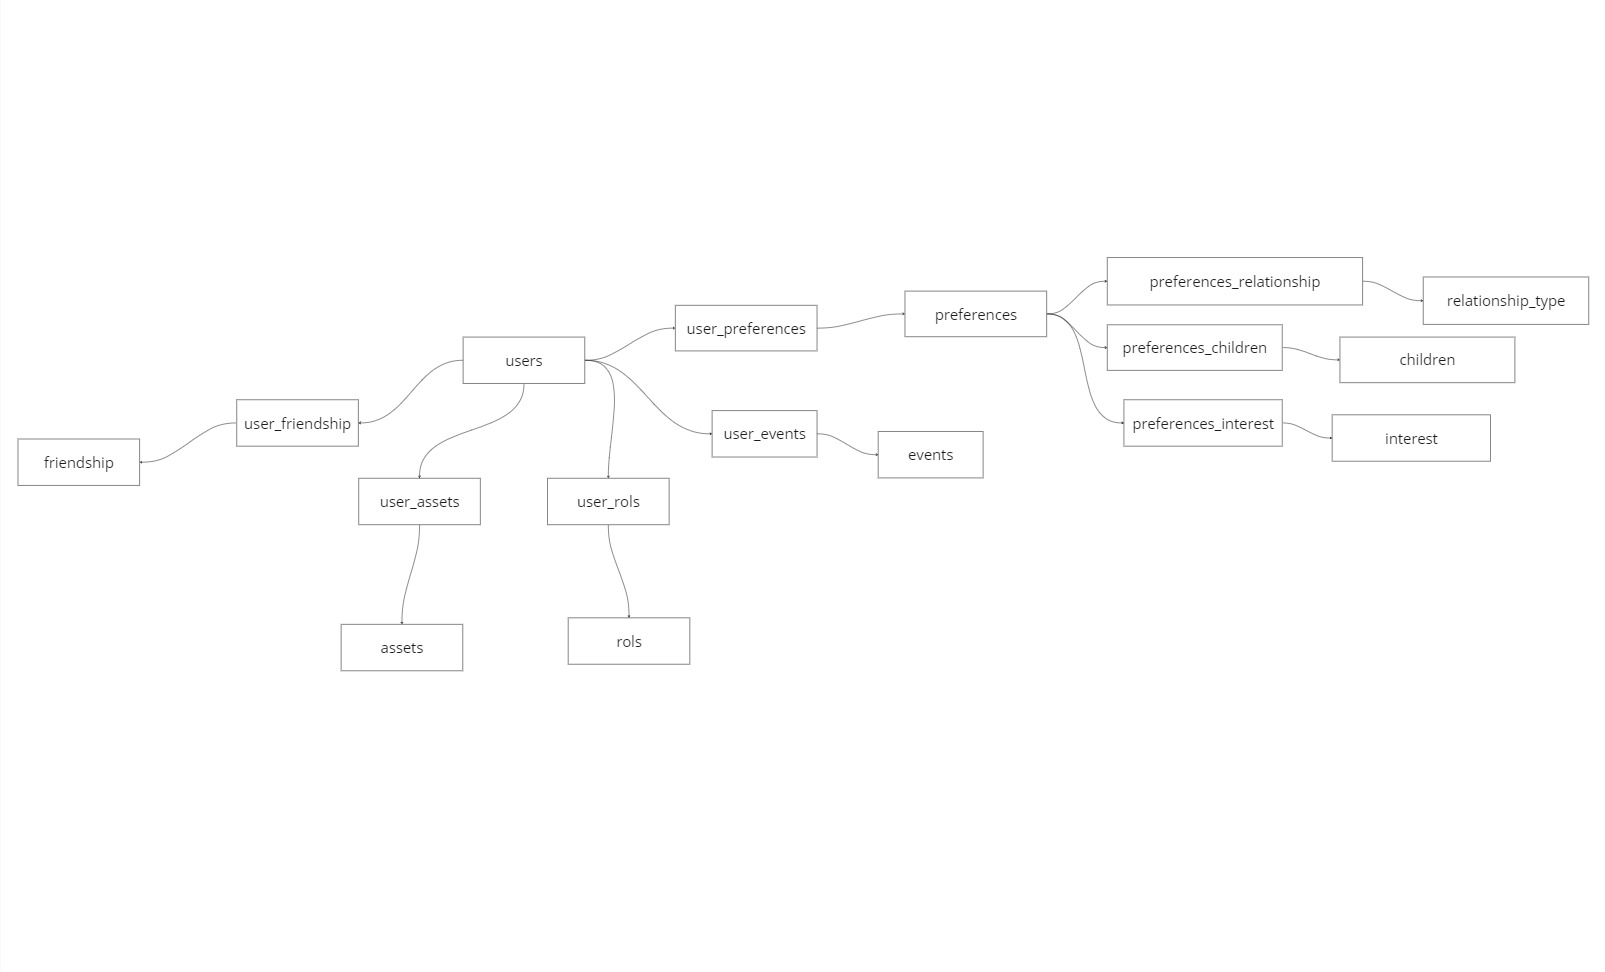 preferences_relationship
relationship_type
preferences
user_preferences
preferences_children
children
users
user_friendship
preferences_interest
user_events
interest
events
friendship
user_assets
user_rols
rols
assets